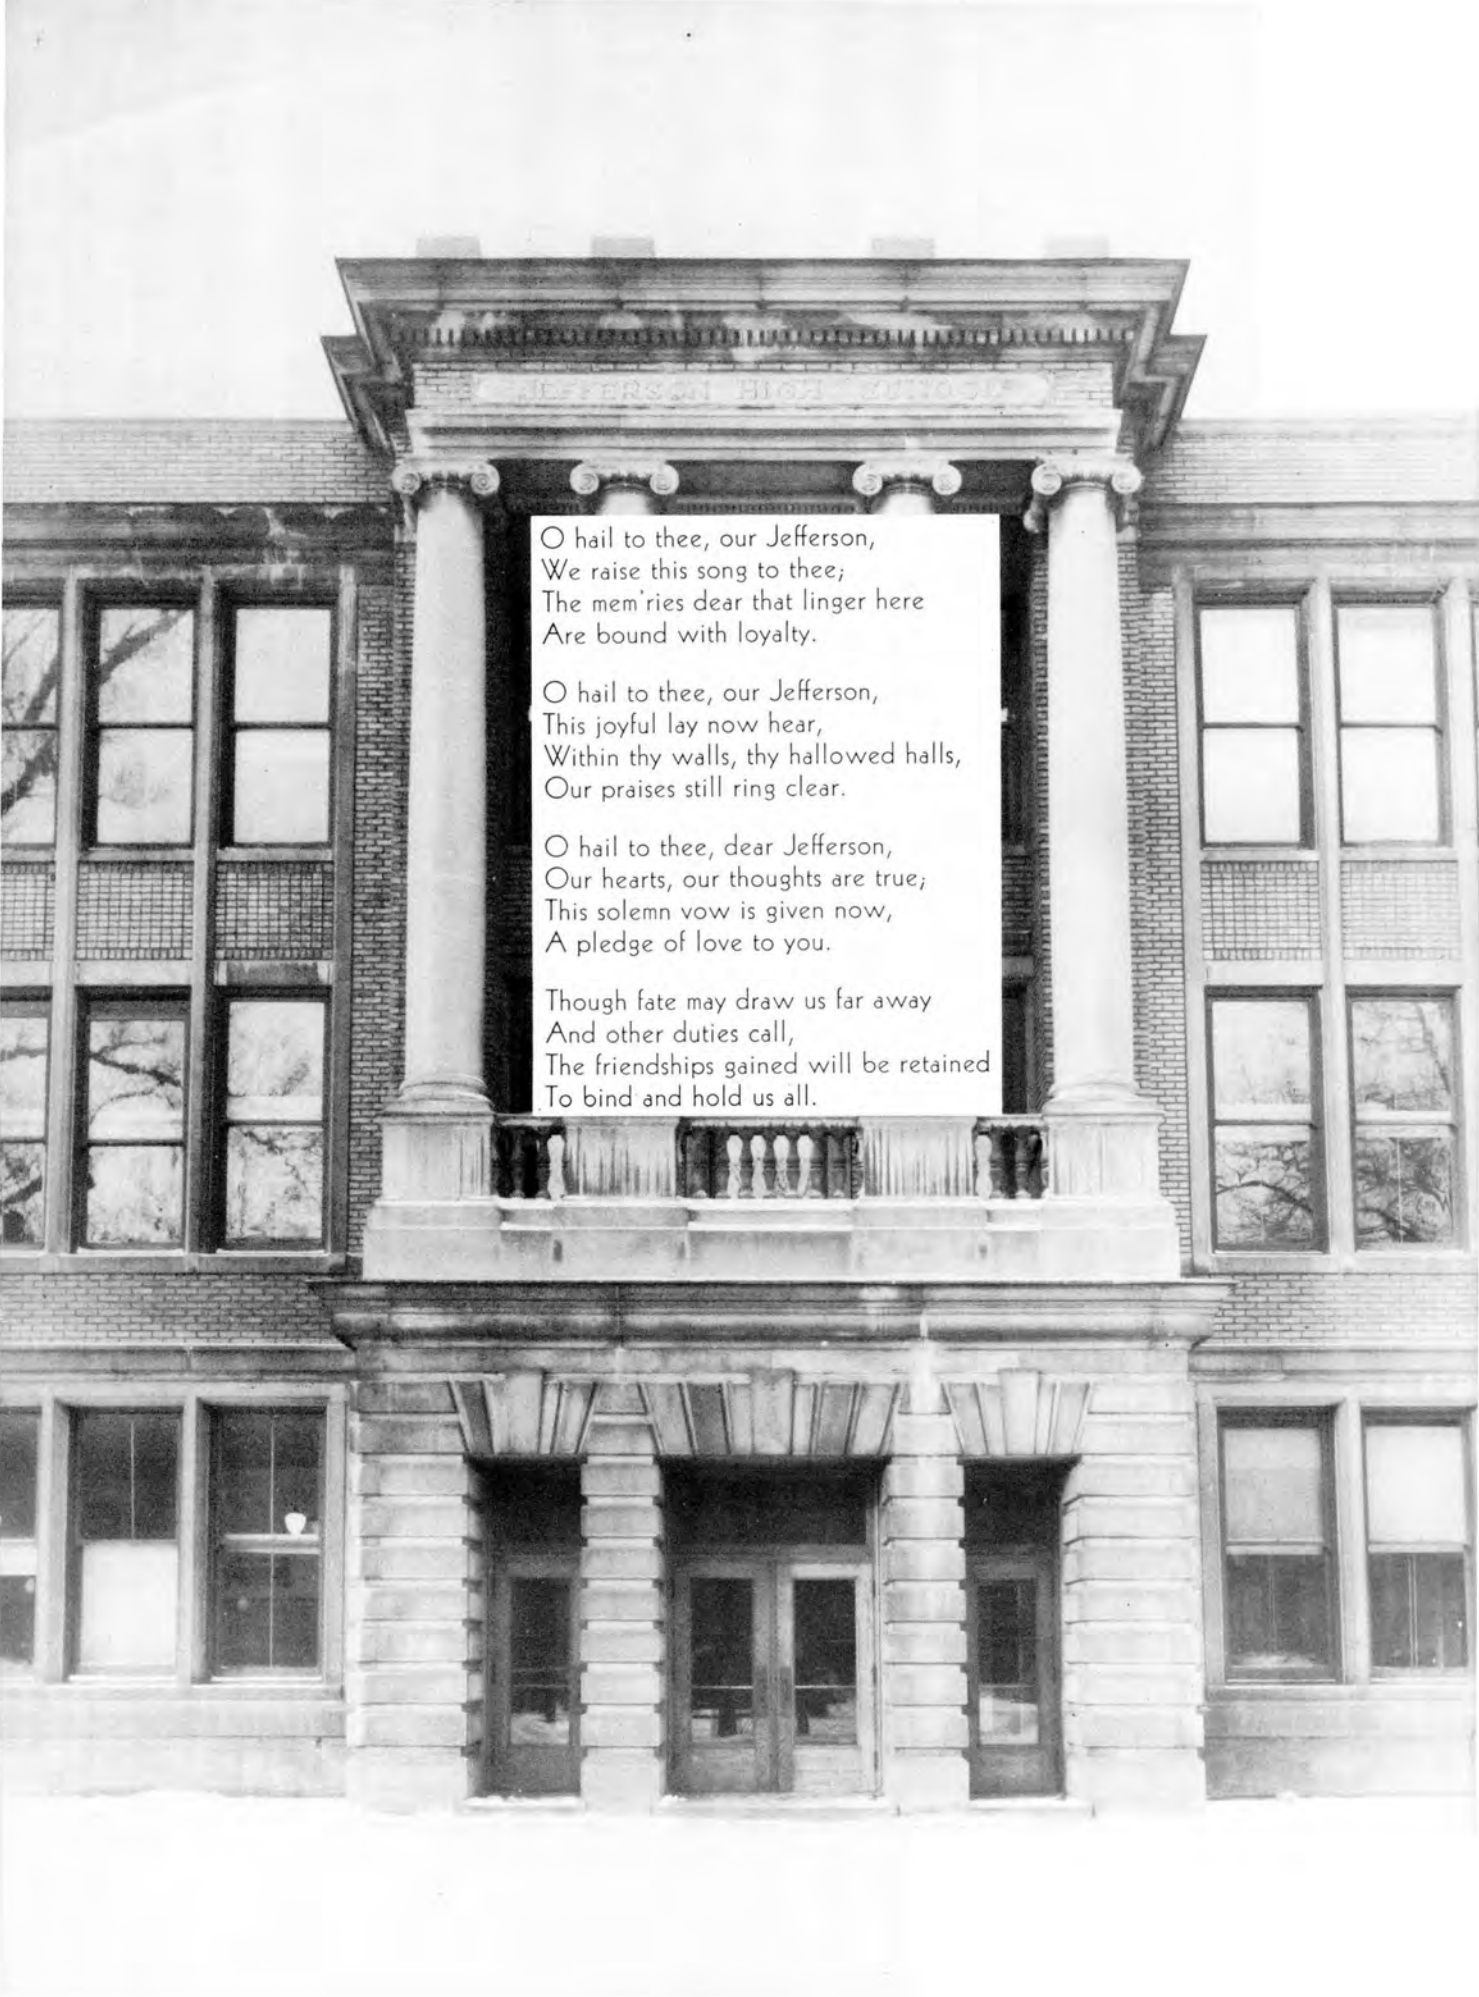 JEFFERSON HIGH SCHOOL
O hail to thee, our Jefferson,
We raise this song to thee;
The mem'ries dear that linger here
Are bound with loyalty.
O hail to thee, our Jefferson,
This joyful lay now hear,
Within thy walls, thy hallowed halls,
Our praises still ring clear.
O hail to thee, dear Jefferson,
Our hearts, our thoughts are true;
This solemn vow is given now,
A pledge of love to you.
Though fate may draw us far away
And other duties call,
The friendships gained will be retained
To bind and hold us all.